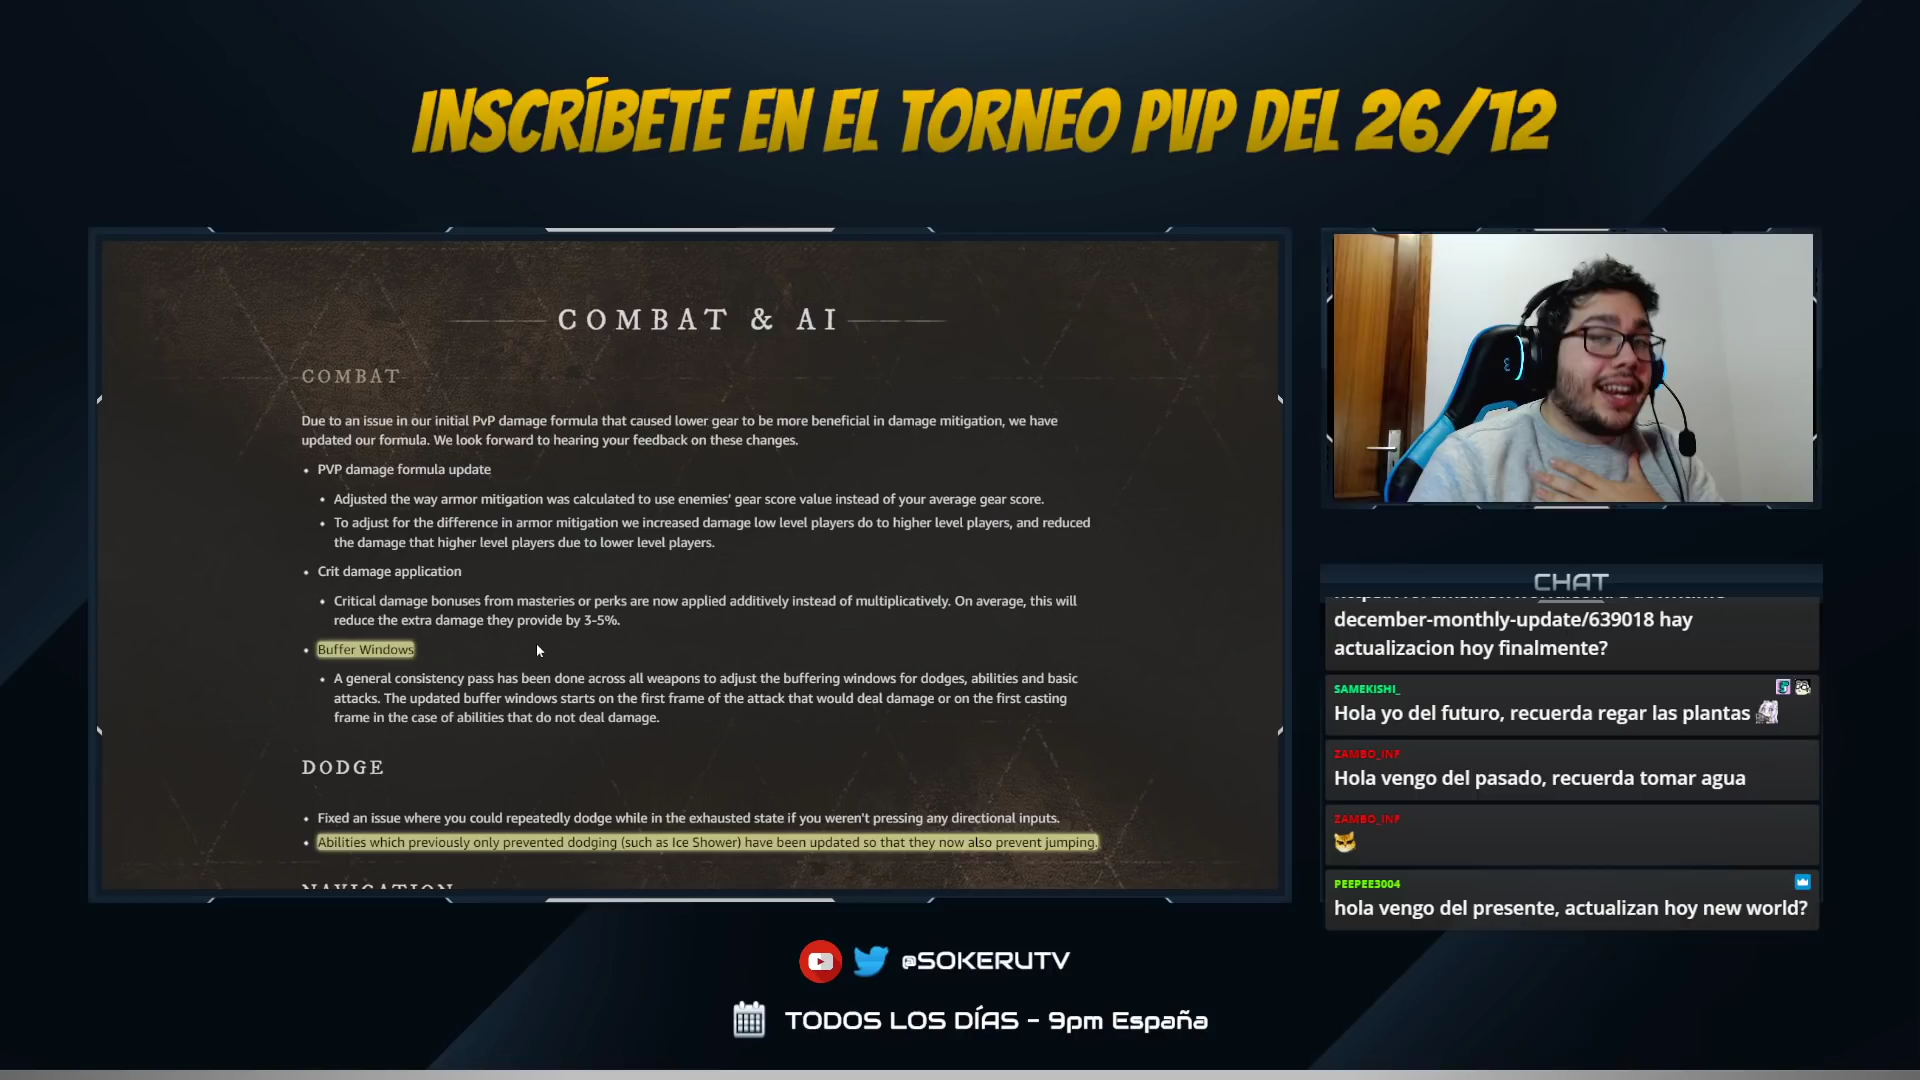 INSCRÍBETE EN EL TORNEO PVP DEL 26/12
COMBAT & AI
COMBAT
Due to an issue in our initial PvP damage formula that caused lower gear to be more beneficial in damage mitigation, we have
updated our formula. We look forward to hearing your feedback on these changes.
• PVP damage formula update
• Adjusted the way armor mitigation was calculated to use enemies’ gear score value instead of your average gear score.
• To adjust for the difference in armor mitigation we increased damage low level players do to higher level players, and reduced
the damage that higher level players due to lower level players.
• Crit damage application
• Critical damage bonuses from masteries or perks are now applied additively instead of multiplicatively. On average, this will
reduce the extra damage they provide by 3-5%.
• Buffer Windows
• A general consistency pass has been done across all weapons to adjust the buffering windows for dodges, abilities and basic
attacks. The updated buffer windows starts on the first frame of the attack that would deal damage or on the first casting
frame in the case of abilities that do not deal damage.
DODGE
• Fixed an issue where you could repeatedly dodge while in the exhausted state if you weren't pressing any directional inputs.
• Abilities which previously only prevented dodging (such as Ice Shower) have been updated so that they now also prevent jumping.
NAVIGATION
CHAT
december-monthly-update/639018 hay
actualizacion hoy finalmente?
SAMEKISHI_
Hola yo del futuro, recuerda regar las plantas
ZAMBO_INF
Hola vengo del pasado, recuerda tomar agua
ZAMBO_INF
PEEPEE3004
hola vengo del presente, actualizan hoy new world?
@SOKERUTV
TODOS LOS DÍAS - 9pm España